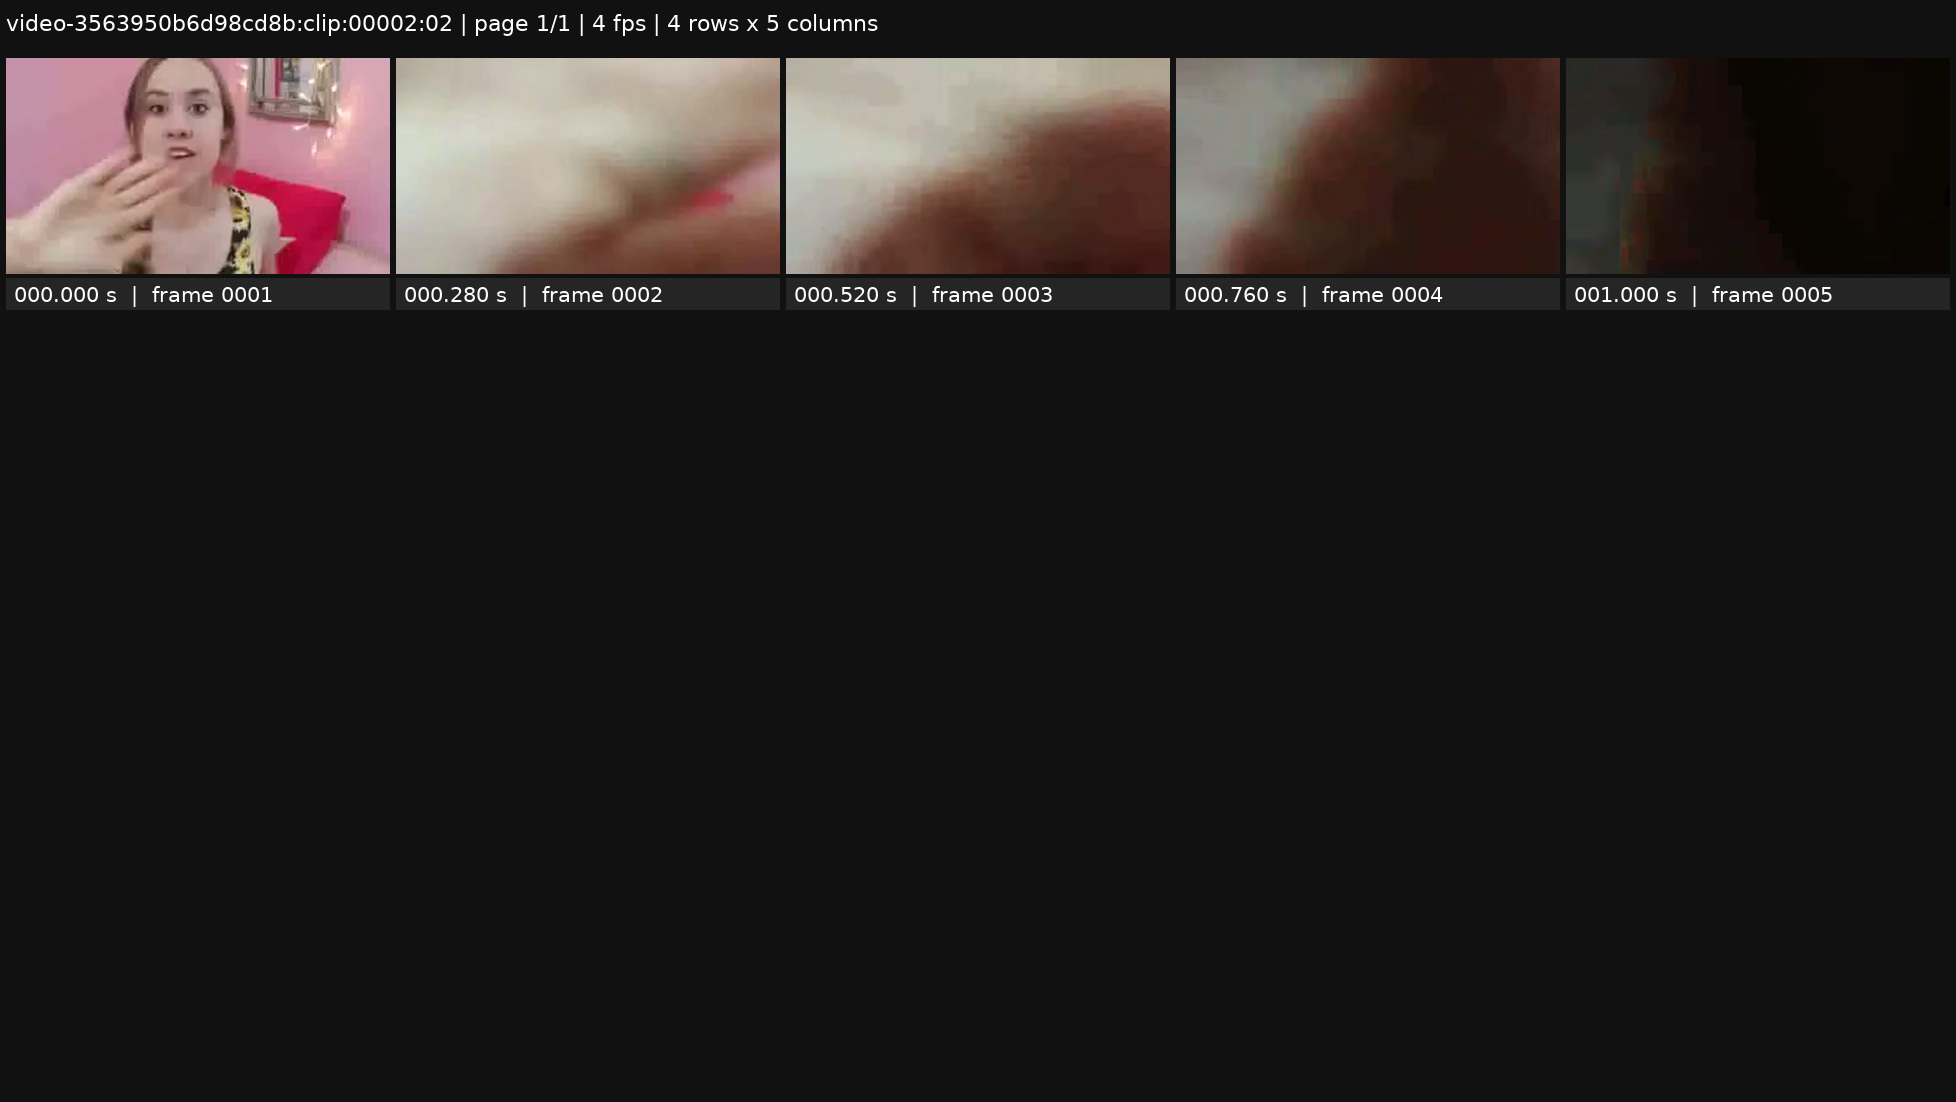 video-3563950b6d98cd8b:clip:00002:02 | page 1/1 | 4 fps | 4 rows x 5 columns
000.000 s | frame 0001
000.280 s | frame 0002
000.520 s | frame 0003
000.760 s | frame 0004
001.000 s | frame 0005